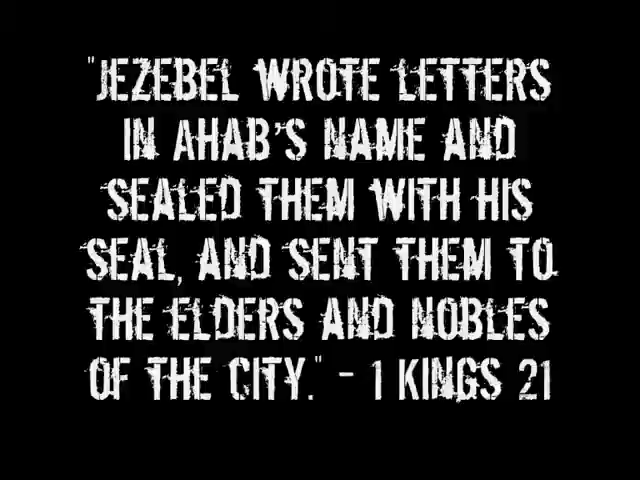 "JEZEBEL WROTE LETTERS
IN AHAB'S NAME AND
SEALED THEM WITH HIS
SEAL, AND SENT THEM TO
THE ELDERS AND NOBLES
OF THE CITY." - 1 KINGS 21